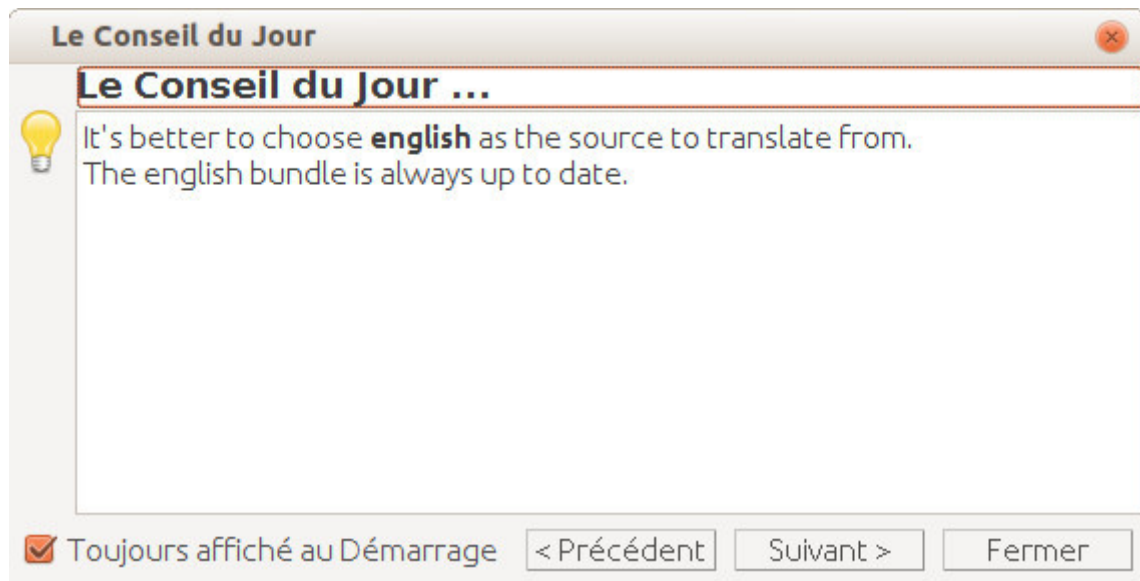 Le Conseil du Jour
Le Conseil du Jour ...
It's better to choose english as the source to translate from.
The english bundle is always up to date.
Toujours affiché au Démarrage
< Précédent
Suivant >
Fermer